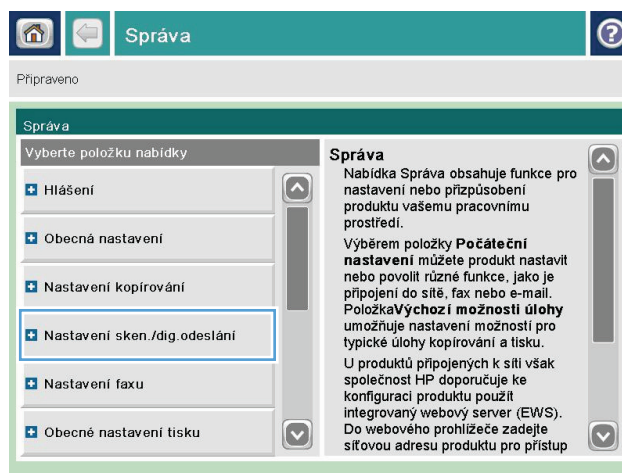 Správa
Připraveno
Správa
Vyberte položku nabídky
Hlášení
Obecná nastavení
Nastavení kopírování
Nastavení sken./dig.odeslání
Nastavení faxu
Obecné nastavení tisku
Správa
Nabídka Správa obsahuje funkce pro
nastavení nebo přizpůsobení
produktu vašemu pracovnímu
prostředí.
Výběrem položky Počáteční
nastavení můžete produkt nastavit
nebo povolit různé funkce, jako je
připojení do sítě, fax nebo e-mail.
PoložkaVýchozí možnosti úlohy
umožňuje nastavení možností pro
typické úlohy kopírování a tisku.
U produktů připojených k síti však
společnost HP doporučuje ke
konfiguraci produktu použít
integrovaný webový server (EWS).
Do webového prohlížeče zadejte
síťovou adresu produktu pro přístup